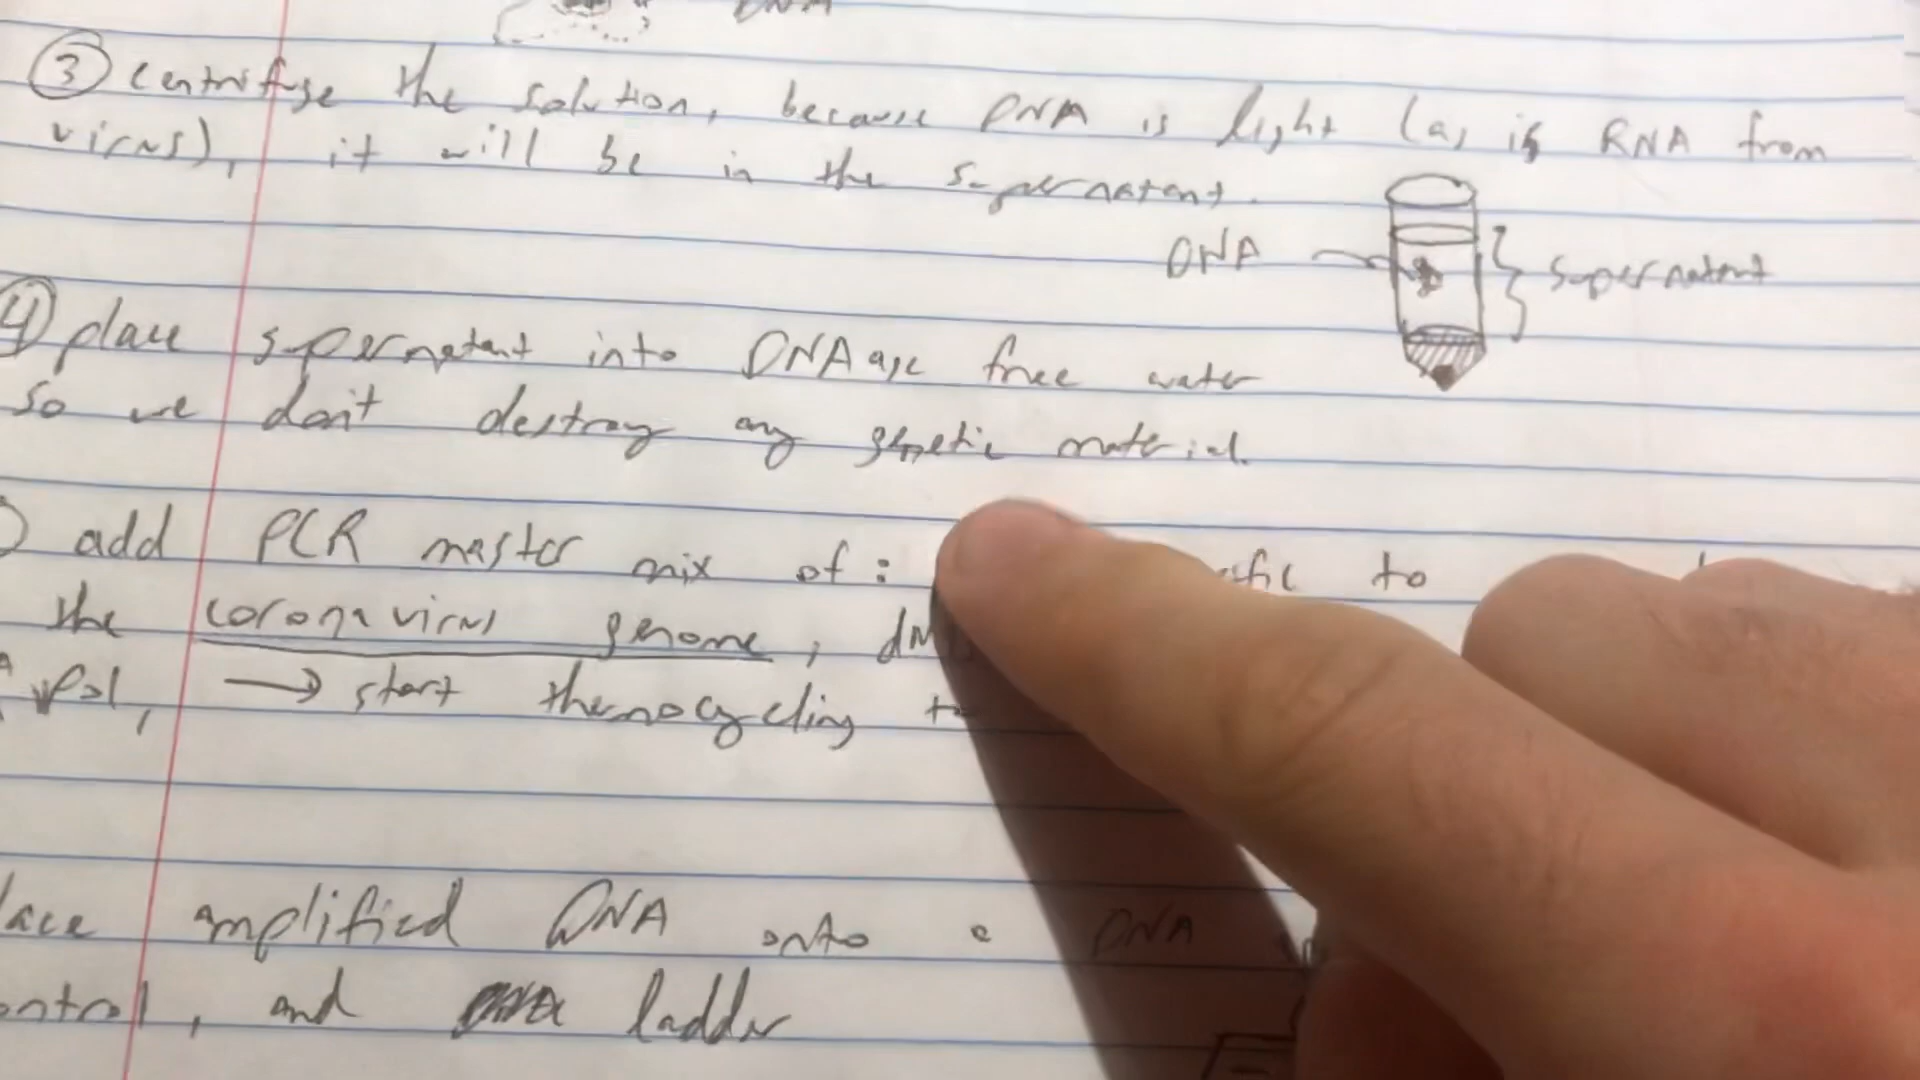 DNA
③ centrifuge the solution, because DNA is light (as is RNA from
virus), it will be in the supernatant.
DNA
supernatant
④ place supernatant into DNAase free water
so we don't destroy any genetic material.
add PCR master mix of: to
the coronavirus genome,
pol, → start thermocycling
amplified DNA onto a DNA
and DNA ladder